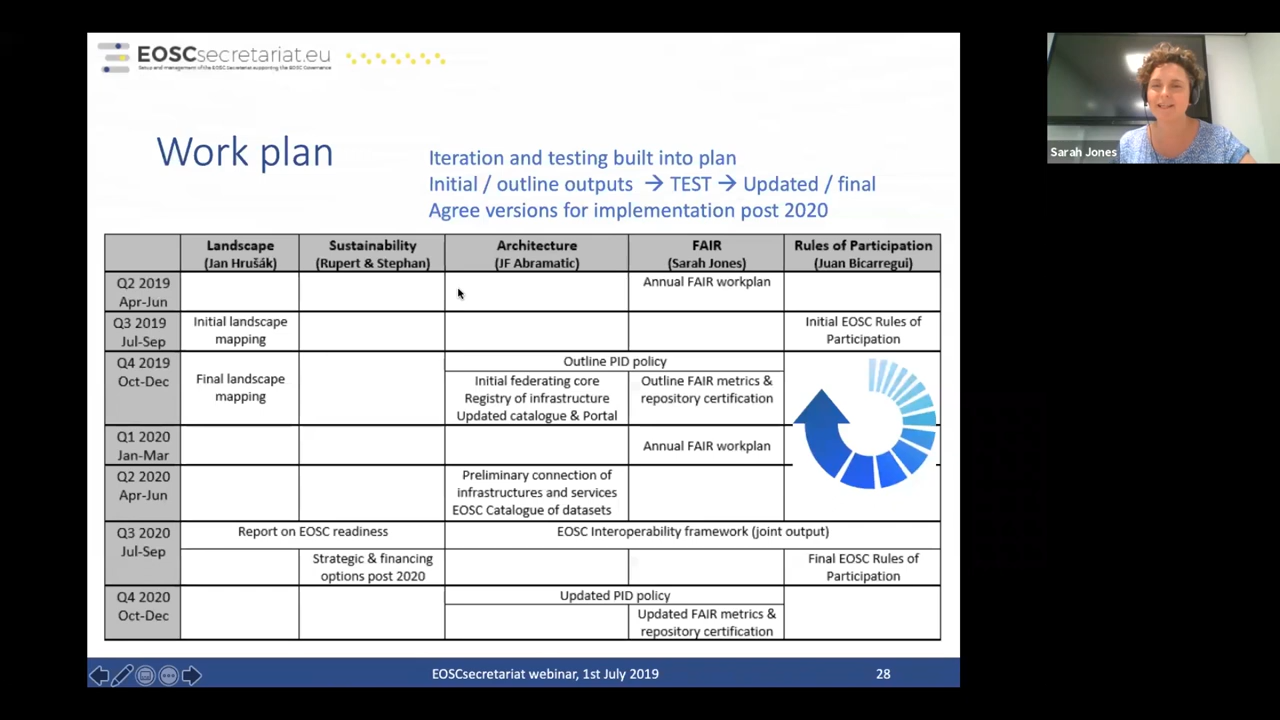 EOSCsecretariat.eu
Work plan
Iteration and testing built into plan
Initial / outline outputs → TEST → Updated / final
Agree versions for implementation post 2020
Sarah Jones
Landscape
(Jan Hrušák)
Sustainability
(Rupert & Stephan)
Architecture
(JF Abramatic)
FAIR
(Sarah Jones)
Rules of Participation
(Juan Bicarregui)
Q2 2019
Apr-Jun
Annual FAIR workplan
Q3 2019
Jul-Sep
Initial landscape
mapping
Initial EOSC Rules of
Participation
Q4 2019
Oct-Dec
Final landscape
mapping
Outline PID policy
Initial federating core
Registry of infrastructure
Updated catalogue & Portal
Outline FAIR metrics &
repository certification
Q1 2020
Jan-Mar
Annual FAIR workplan
Q2 2020
Apr-Jun
Preliminary connection of
infrastructures and services
EOSC Catalogue of datasets
Q3 2020
Jul-Sep
Report on EOSC readiness
EOSC Interoperability framework (joint output)
Strategic & financing
options post 2020
Final EOSC Rules of
Participation
Q4 2020
Oct-Dec
Updated PID policy
Updated FAIR metrics &
repository certification
EOSCsecretariat webinar, 1st July 2019
28